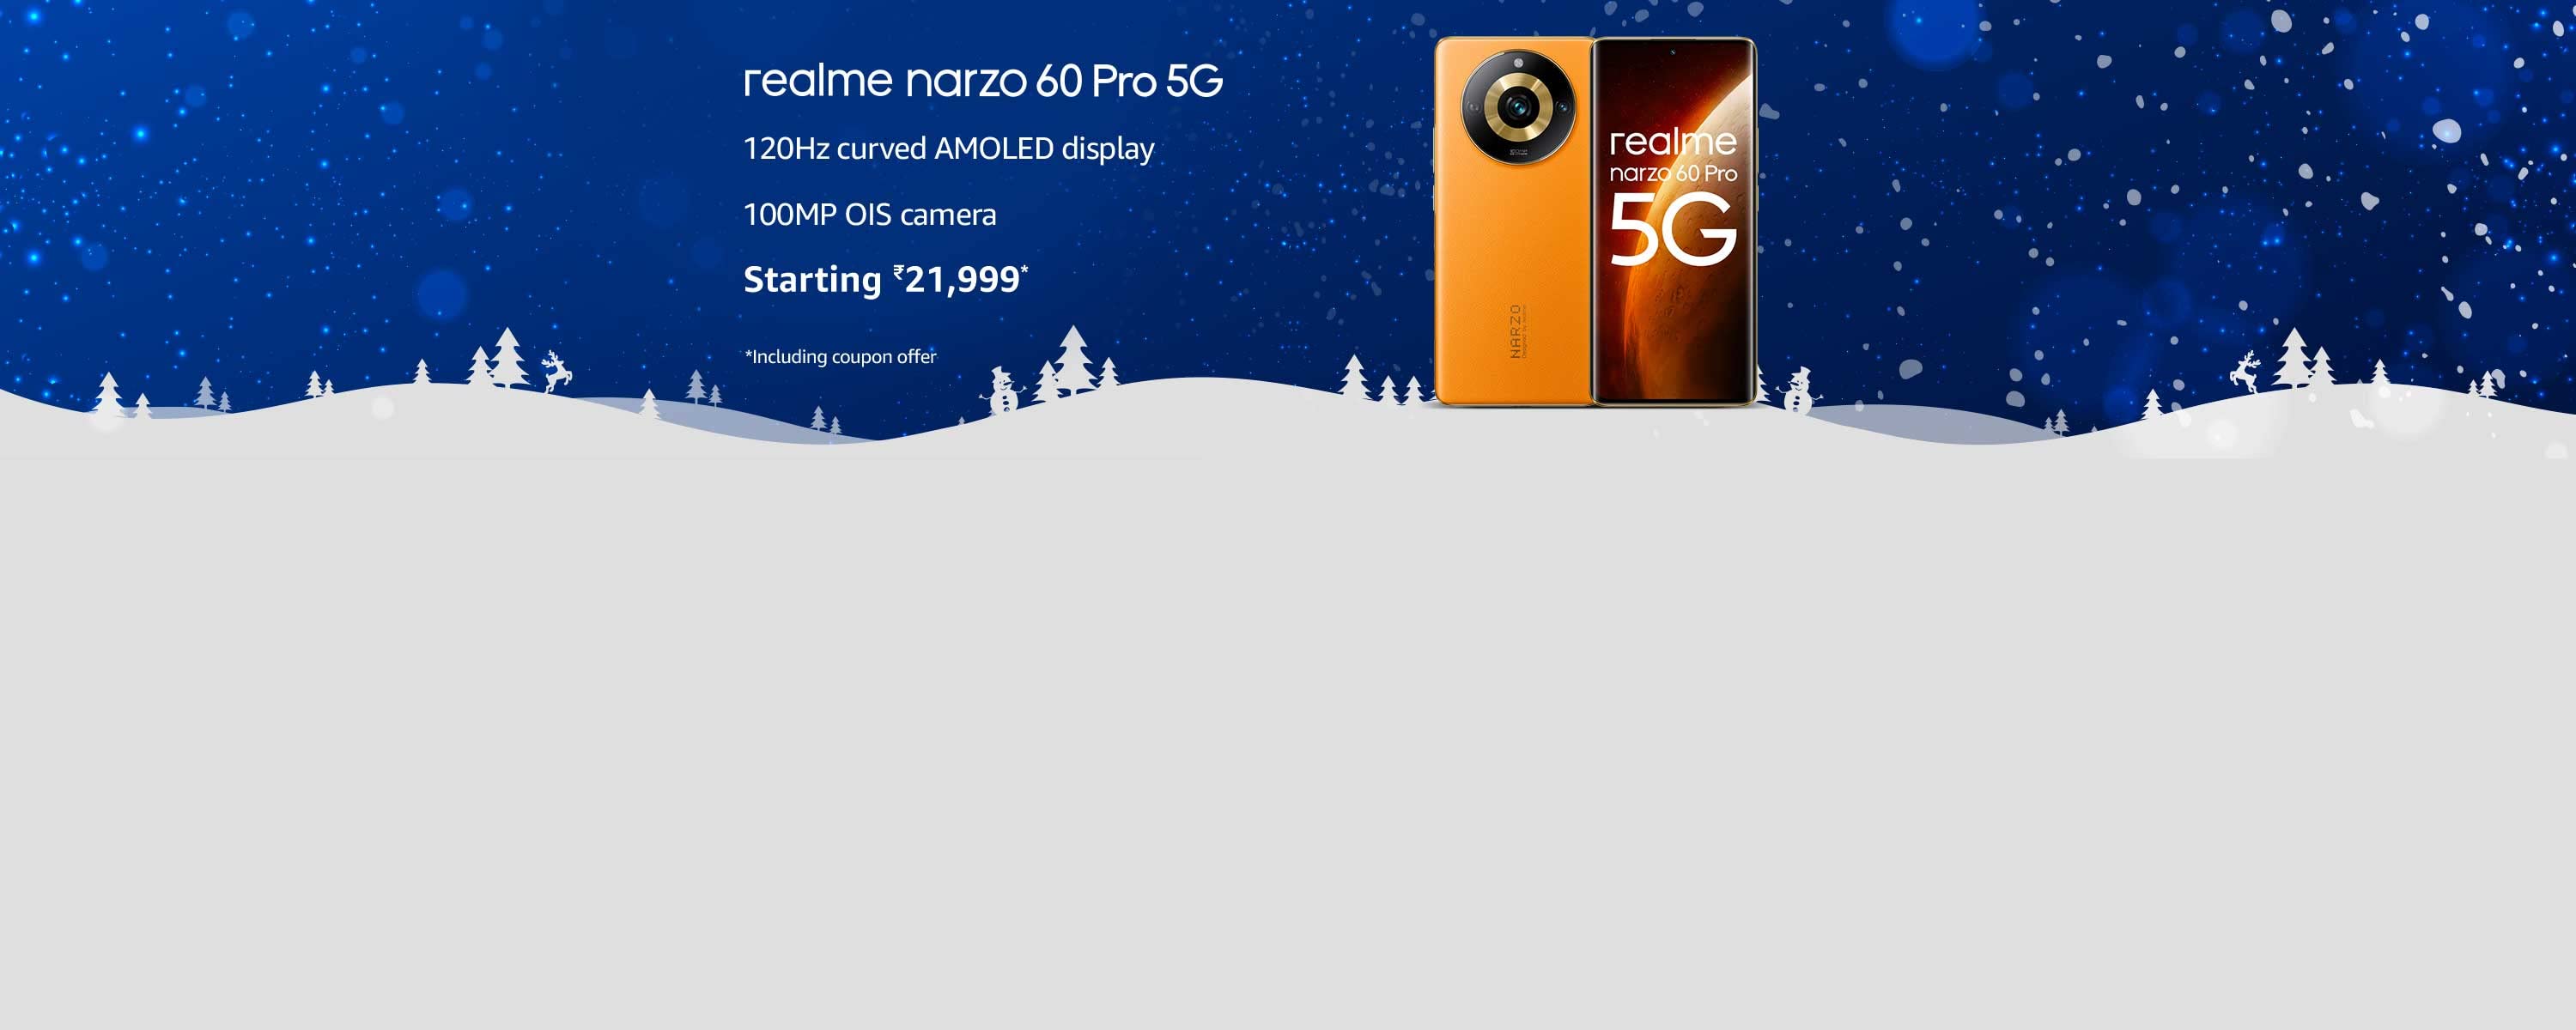 realme narzo 60 Pro 5G
120Hz curved AMOLED display
100MP OIS camera
Starting ₹21,999*
*Including coupon offer
realme
narzo 60 Pro
5G
NARZO